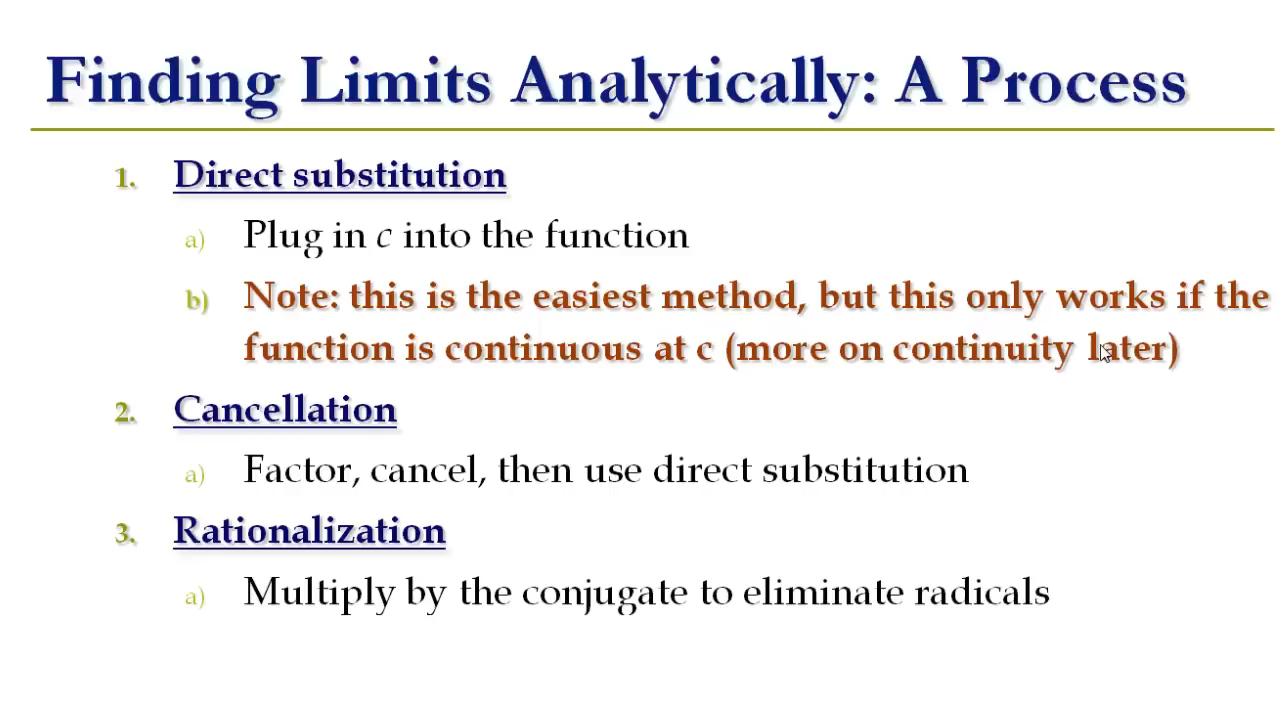 Finding Limits Analytically: A Process
1. Direct substitution
a) Plug in c into the function
b) Note: this is the easiest method, but this only works if the
function is continuous at c (more on continuity later)
2. Cancellation
a) Factor, cancel, then use direct substitution
3. Rationalization
a) Multiply by the conjugate to eliminate radicals